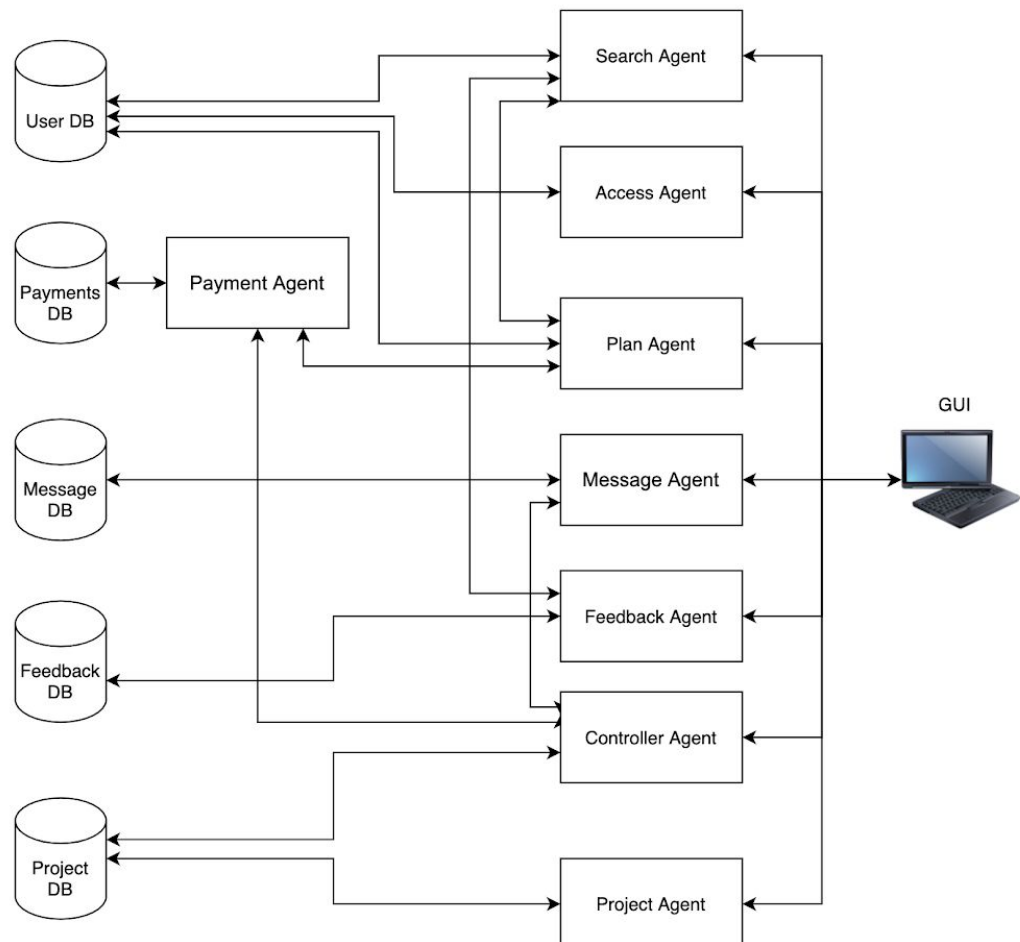 Search Agent
User DB
Access Agent
Payment Agent
Payments
DB
Plan Agent
GUI
Message Agent
Message
DB
Feedback Agent
Feedback
DB
Controller Agent
Project
DB
Project Agent